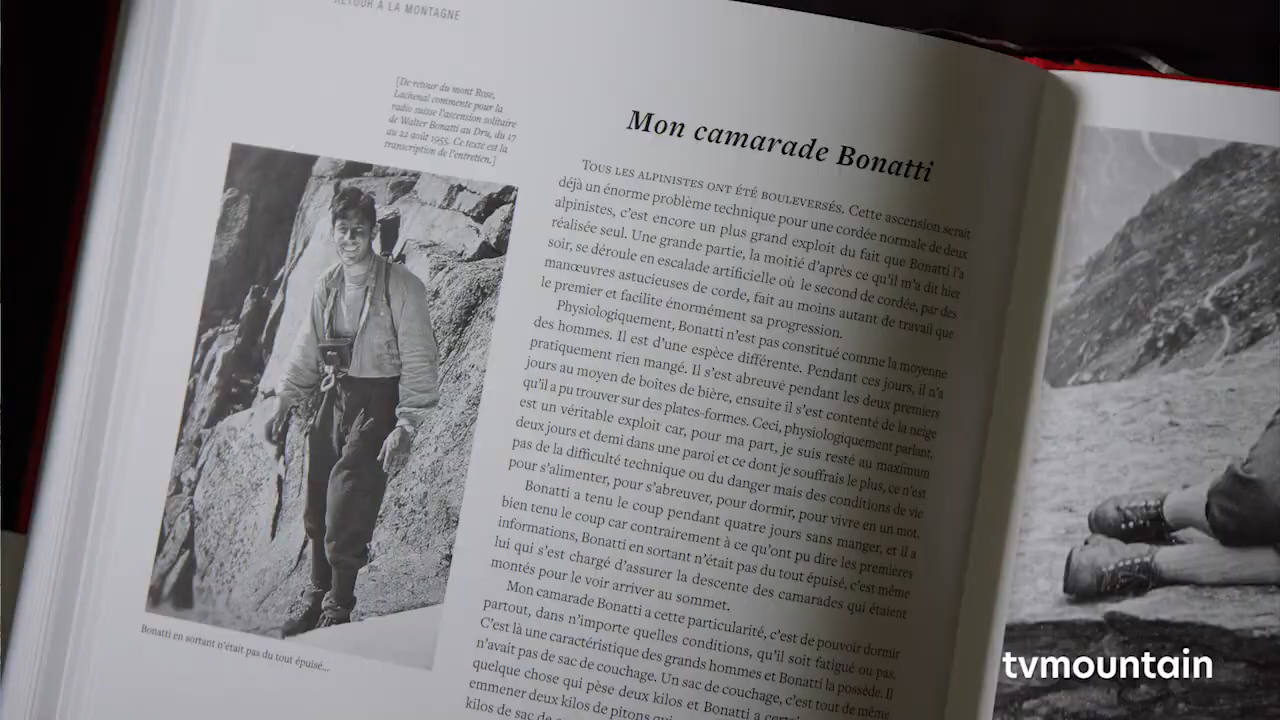 RETOUR À LA MONTAGNE
[De retour du mont Rose,
Lachenal commente pour la
radio suisse l'ascension solitaire
de Walter Bonatti au Dru, du 17
au 22 août 1955. Ce texte est la
transcription de l'entretien.]
Mon camarade Bonatti
TOUS LES ALPINISTES ONT ÉTÉ BOULEVERSÉS. Cette ascension serait
déjà un énorme problème technique pour une cordée normale de deux
alpinistes, c'est encore un plus grand exploit du fait que Bonatti l'a
réalisée seul. Une grande partie, la moitié d'après ce qu'il m'a dit hier
soir, se déroule en escalade artificielle où le second de cordée, par des
manœuvres astucieuses de corde, fait au moins autant de travail que
le premier et facilite énormément sa progression.
Physiologiquement, Bonatti n'est pas constitué comme la moyenne
des hommes. Il est d'une espèce différente. Pendant ces jours, il n'a
pratiquement rien mangé. Il s'est abreuvé pendant les deux premiers
jours au moyen de boîtes de bière, ensuite il s'est contenté de la neige
qu'il a pu trouver sur des plates-formes. Ceci, physiologiquement parlant,
est un véritable exploit car, pour ma part, je suis resté au maximum
deux jours et demi dans une paroi et ce dont je souffrais le plus, ce n'est
pas de la difficulté technique ou du danger mais des conditions de vie
pour s'alimenter, pour s'abreuver, pour dormir, pour vivre en un mot.
Bonatti a tenu le coup pendant quatre jours sans manger, et il a
bien tenu le coup car contrairement à ce qu'ont pu dire les premières
informations, Bonatti en sortant n'était pas du tout épuisé, c'est même
lui qui s'est chargé d'assurer la descente des camarades qui étaient
montés pour le voir arriver au sommet.
Mon camarade Bonatti a cette particularité, c'est de pouvoir dormir
partout, dans n'importe quelles conditions, qu'il soit fatigué ou pas.
C'est là une caractéristique des grands hommes et Bonatti la possède. Il
n'avait pas de sac de couchage. Un sac de couchage, c'est tout de même
quelque chose qui pèse deux kilos et Bonatti a
emmener deux kilos de pitons
kilos de sac de
Bonatti en sortant n'était pas du tout épuisé...
tvmountain